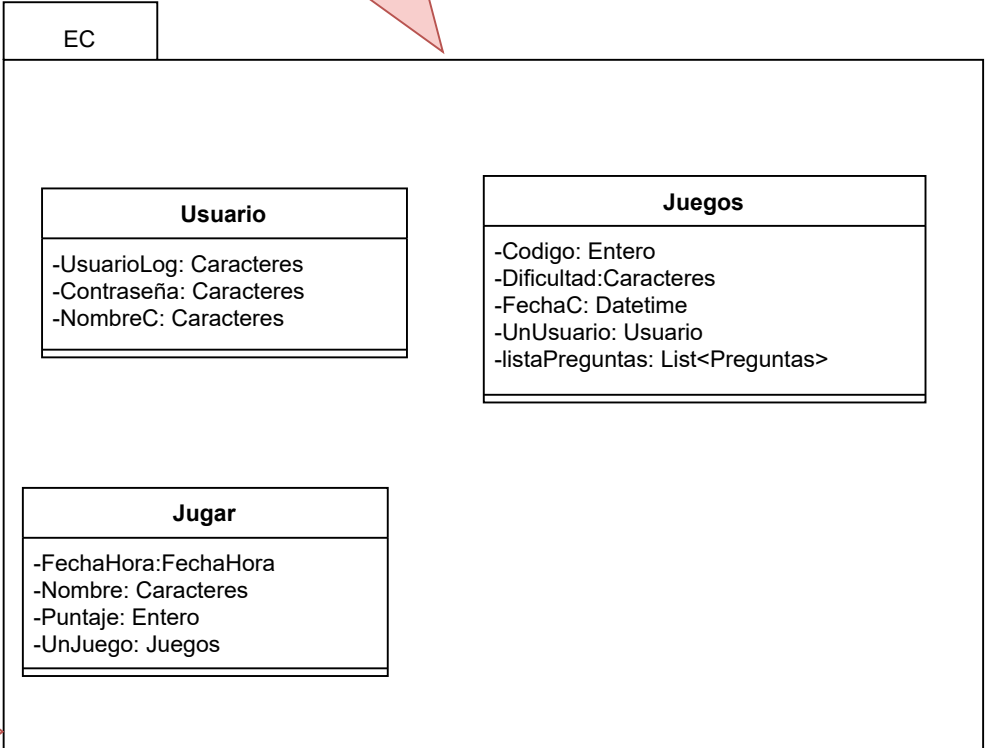 EC
Usuario
-UsuarioLog: Caracteres
-Contraseña: Caracteres
-NombreC: Caracteres
Juegos
-Codigo: Entero
-Dificultad:Caracteres
-FechaC: Datetime
-UnUsuario: Usuario
-listaPreguntas: List<Preguntas>
Jugar
-FechaHora:FechaHora
-Nombre: Caracteres
-Puntaje: Entero
-UnJuego: Juegos